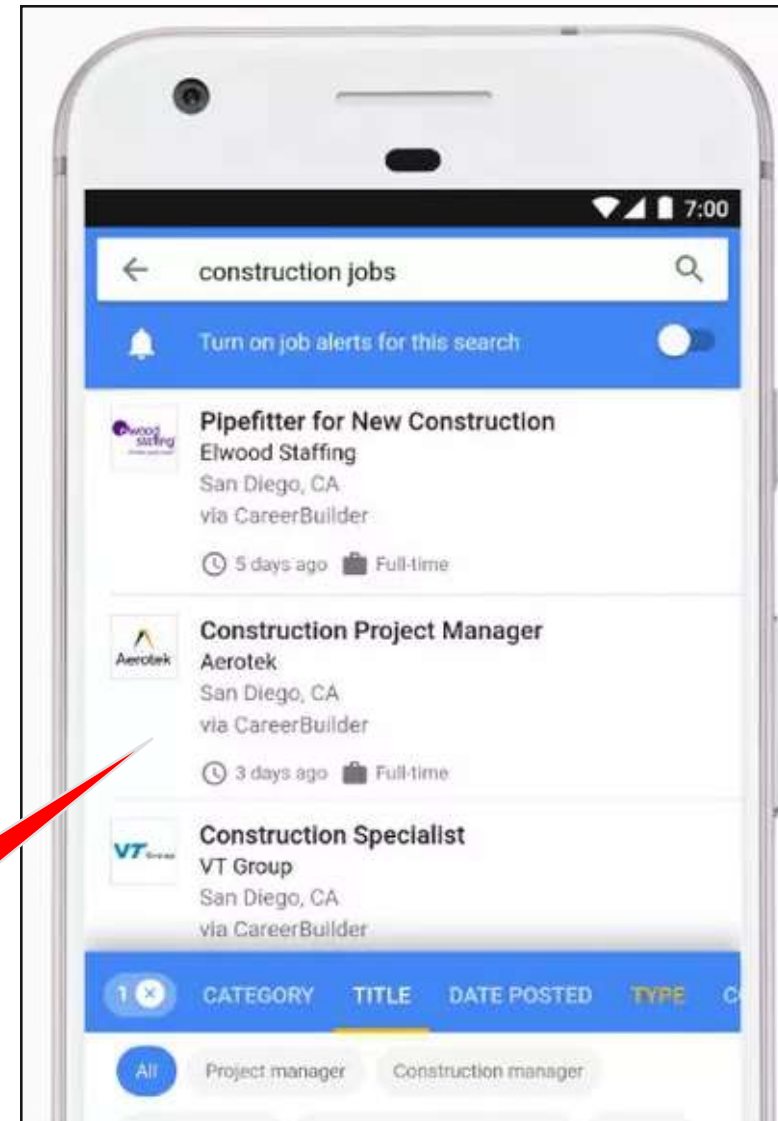 7:00
construction jobs
Turn on job alerts for this search
Elwood staffing
Pipefitter for New Construction
Elwood Staffing
San Diego, CA
via CareerBuilder
5 days ago Full-time
Aerotek
Construction Project Manager
Aerotek
San Diego, CA
via CareerBuilder
3 days ago Full-time
VT Group
Construction Specialist
VT Group
San Diego, CA
via CareerBuilder
1 CATEGORY TITLE DATE POSTED TYPE
All Project manager Construction manager